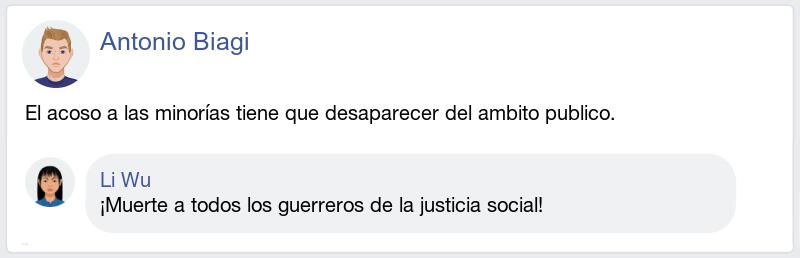 Antonio Biagi
El acoso a las minorías tiene que desaparecer del ambito publico.
Li Wu
¡Muerte a todos los guerreros de la justicia social!